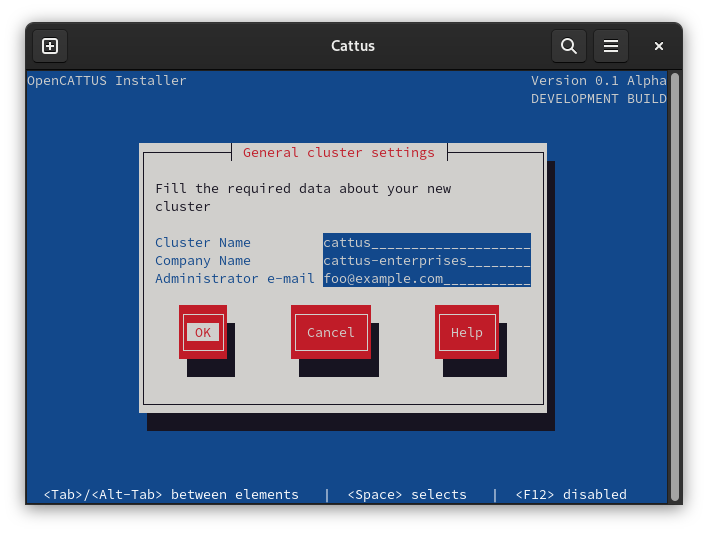 Cattus
OpenCATTUS Installer Version 0.1 Alpha
DEVELOPMENT BUILD
General cluster settings
Fill the required data about your new
cluster
Cluster Name cattus____________________
Company Name cattus-enterprises________
Administrator e-mail foo@example.com___________
OK Cancel Help
<Tab>/<Alt-Tab> between elements | <Space> selects | <F12> disabled